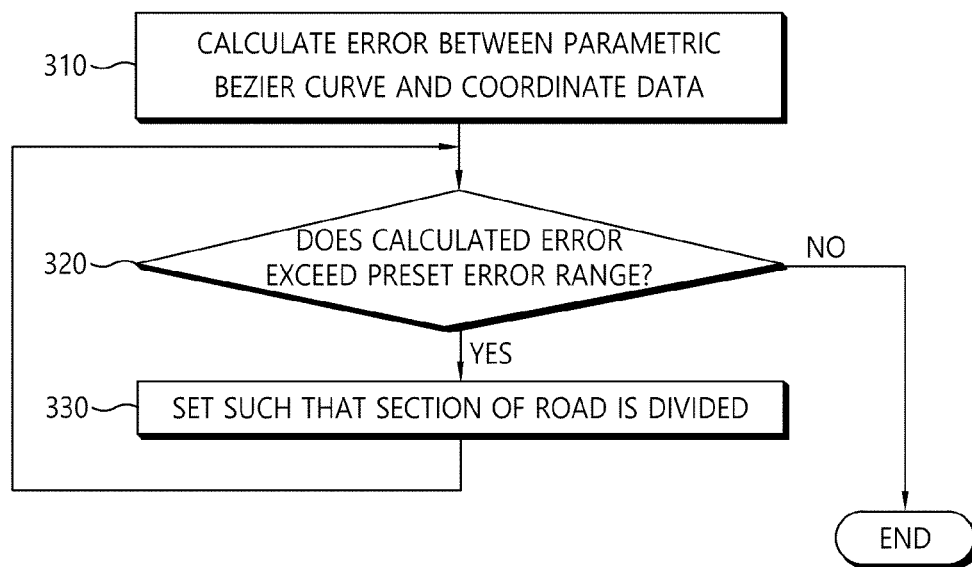 310
CALCULATE ERROR BETWEEN PARAMETRIC
BEZIER CURVE AND COORDINATE DATA
320
DOES CALCULATED ERROR
EXCEED PRESET ERROR RANGE?
NO
YES
330
SET SUCH THAT SECTION OF ROAD IS DIVIDED
END